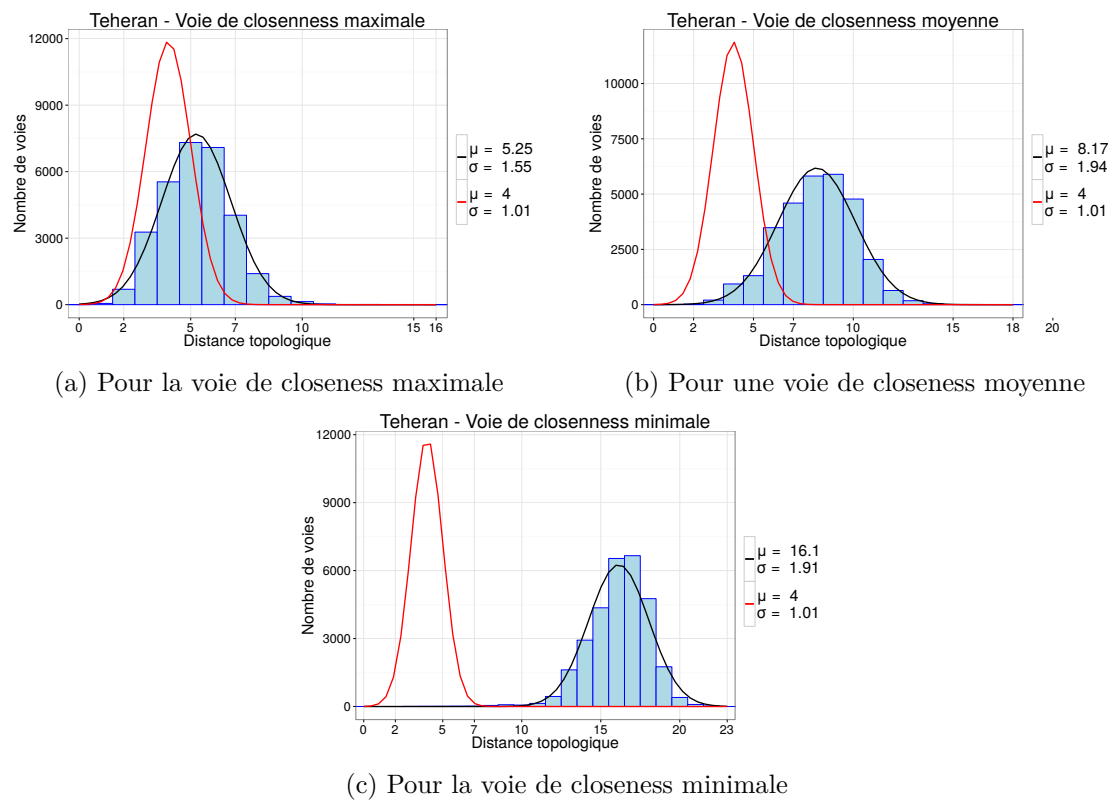 Teheran - Voie de closenness maximale
Nombre de voies
12000
9000
6000
3000
0
0 2 5 7 10 15 16
Distance topologique
μ = 5.25
σ = 1.55
μ = 4
σ = 1.01
(a) Pour la voie de closeness maximale
Teheran - Voie de closenness moyenne
Nombre de voies
10000
7500
5000
2500
0
0 2 5 7 10 15 18 20
Distance topologique
μ = 8.17
σ = 1.94
μ = 4
σ = 1.01
(b) Pour une voie de closeness moyenne
Teheran - Voie de closenness minimale
Nombre de voies
12000
9000
6000
3000
0
0 2 5 7 10 15 20 23
Distance topologique
μ = 16.1
σ = 1.91
μ = 4
σ = 1.01
(c) Pour la voie de closeness minimale